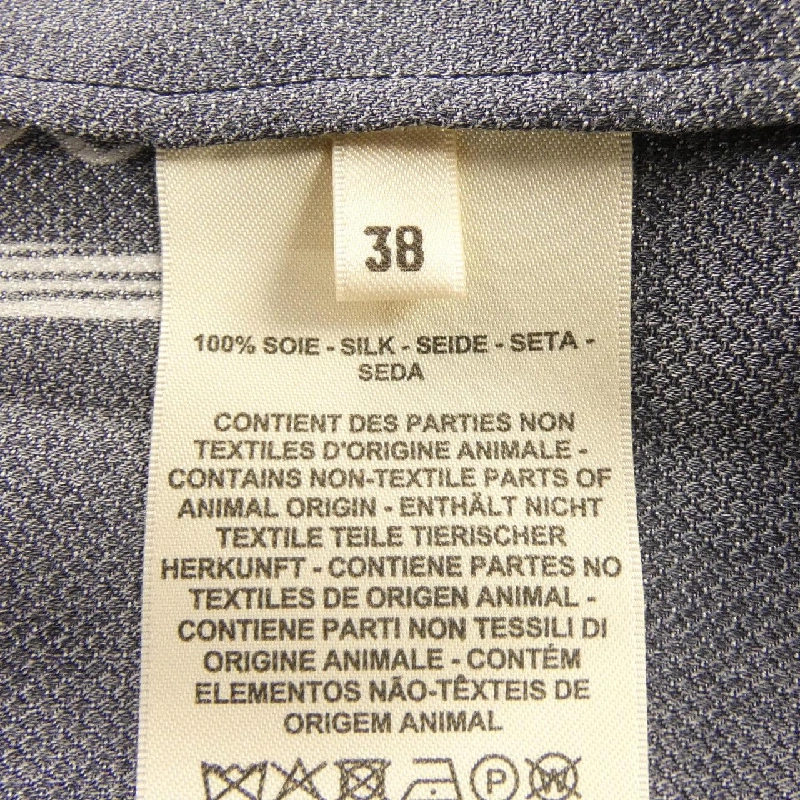 38
100% SOIE - SILK - SEIDE - SETA -
SEDA
CONTIENT DES PARTIES NON
TEXTILES D'ORIGINE ANIMALE -
CONTAINS NON-TEXTILE PARTS OF
ANIMAL ORIGIN - ENTHÄLT NICHT
TEXTILE TEILE TIERISCHER
HERKUNFT - CONTIENE PARTES NO
TEXTILES DE ORIGEN ANIMAL -
CONTIENE PARTI NON TESSILI DI
ORIGINE ANIMALE - CONTÉM
ELEMENTOS NÃO-TÊXTEIS DE
ORIGEM ANIMAL
P W